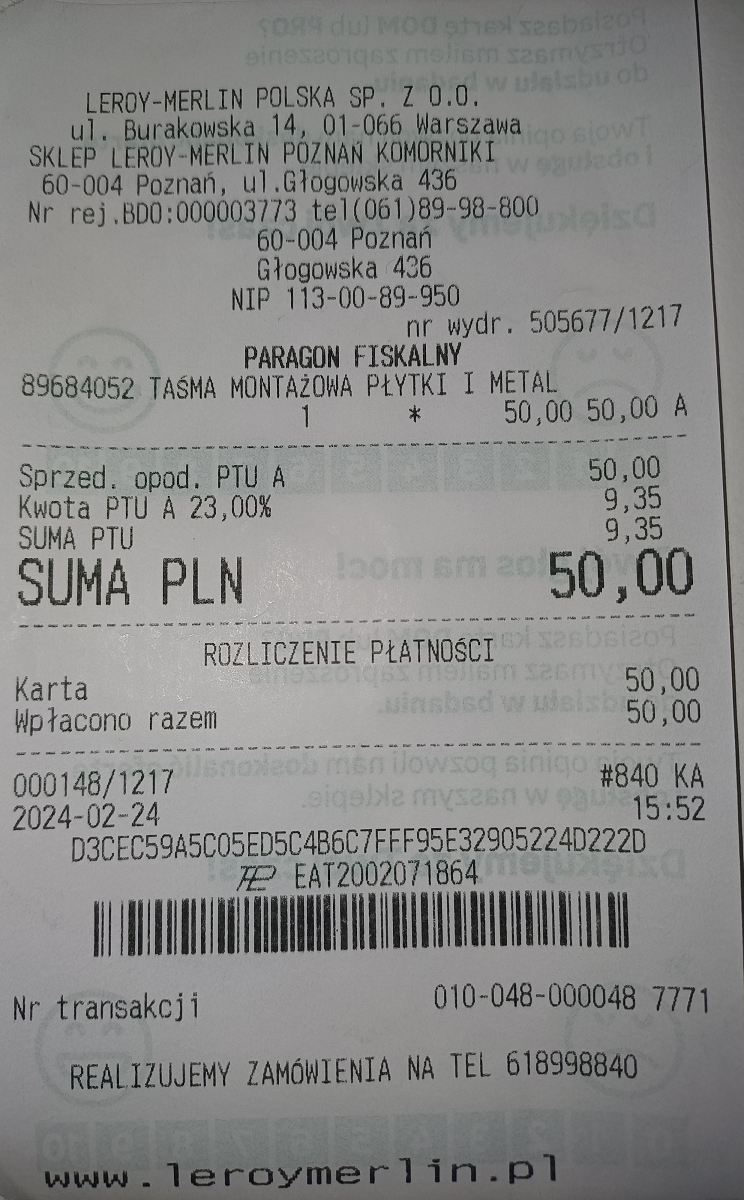 LEROY-MERLIN POLSKA SP. Z O.O.
ul. Burakowska 14, 01-066 Warszawa
SKLEP LEROY-MERLIN POZNAŃ KOMORNIKI
60-004 Poznań, ul.Głogowska 436
Nr rej.BDO:000003773 tel(061)89-98-800
60-004 Poznań
Głogowska 436
NIP 113-00-89-950
nr wydr. 505677/1217
PARAGON FISKALNY
89684052 TAŚMA MONTAŻOWA PŁYTKI I METAL
1 * 50,00 50,00 A
Sprzed. opod. PTU A 50,00
Kwota PTU A 23,00% 9,35
SUMA PTU 9,35
SUMA PLN 50,00
ROZLICZENIE PŁATNOŚCI
Karta 50,00
Wpłacono razem 50,00
000148/1217 #840 KA
2024-02-24 15:52
D3CEC59A5C05ED5C4B6C7FFF95E32905224D222D
EAT2002071864
Nr transakcji 010-048-000048 7771
REALIZUJEMY ZAMÓWIENIA NA TEL 618998840
www.leroymerlin.pl